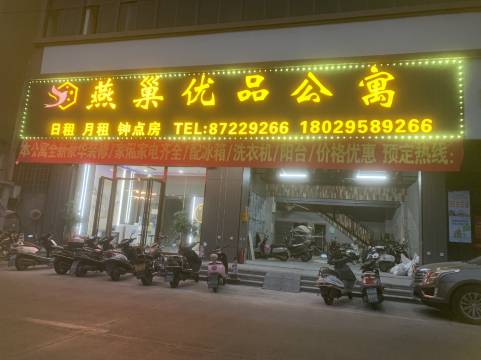 燕巢优品公寓
日租 月租 钟点房 TEL:87229266 18029589266
本公寓全新豪华装修/家私家电齐全/配冰箱/洗衣机/阳台/价格优惠 预定热线: